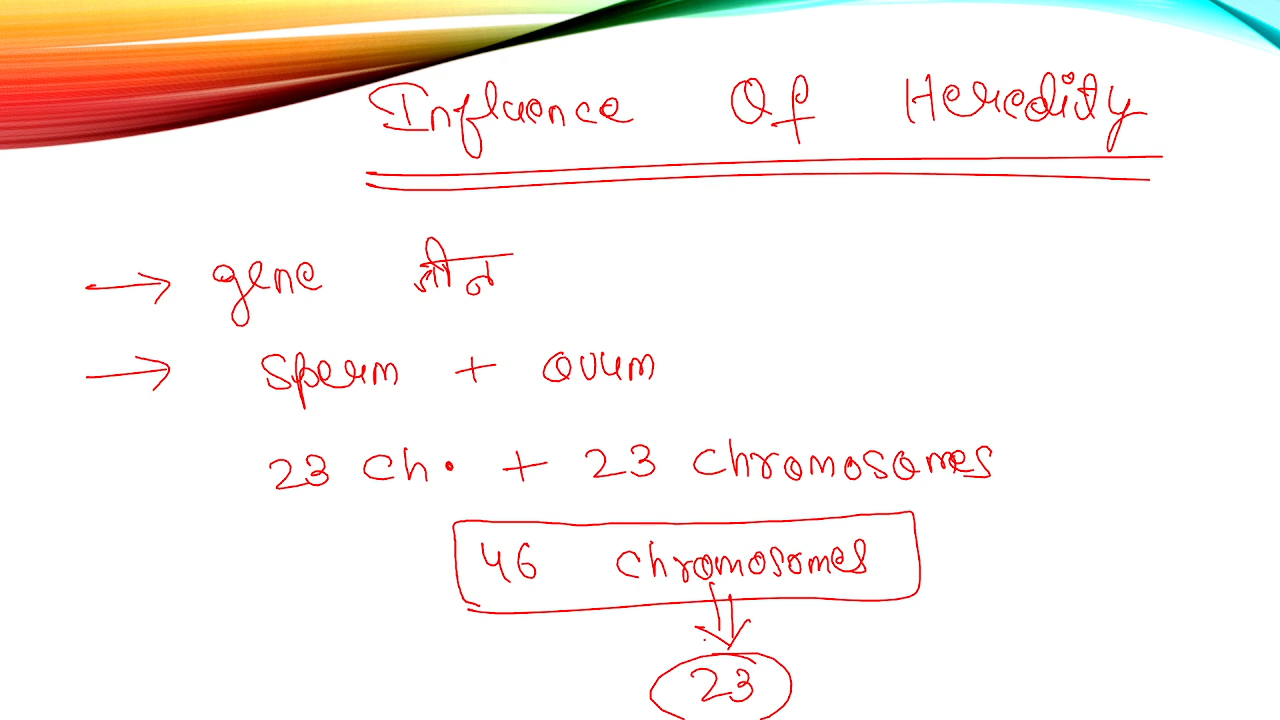 Influence Of Heredity
→ gene जीन
→ Sperm + Ovum
23 Ch. + 23 Chromosomes
46 Chromosomes
23